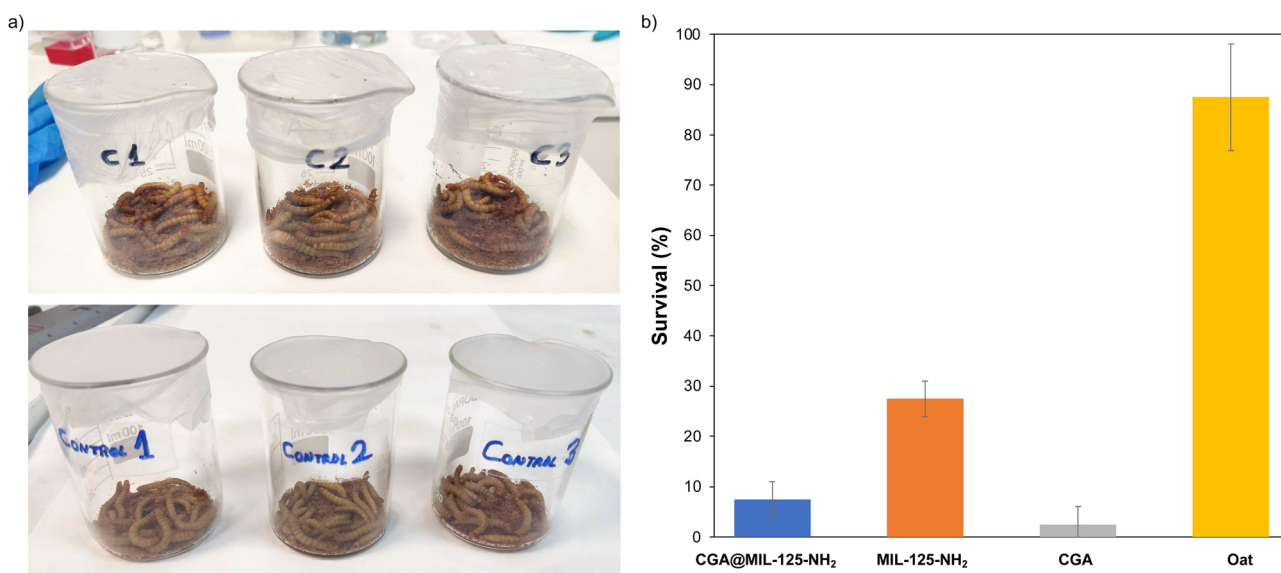 a)
C1
C2
C3
100ml
CONTROL 1
CONTROL 2
CONTROL 3
b)
Survival (%)
100
90
80
70
60
50
40
30
20
10
0
CGA@MIL-125-NH₂
MIL-125-NH₂
CGA
Oat